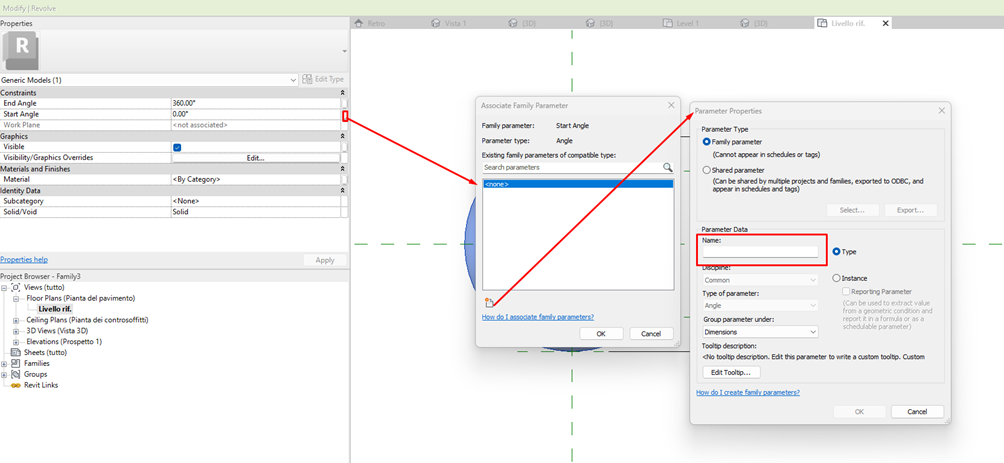 Modify | Revolve
Properties
R
Generic Models (1)
Edit Type
Constraints
End Angle 360.00°
Start Angle 0.00°
Work Plane <not associated>
Graphics
Visible
Visibility/Graphics Overrides Edit...
Materials and Finishes
Material <By Category>
Identity Data
Subcategory <None>
Solid/Void Solid
Properties help
Apply
Project Browser - Family3
Views (tutto)
Floor Plans (Pianta del pavimento)
Livello rif.
Ceiling Plans (Pianta dei controsoffitti)
3D Views (Vista 3D)
Elevations (Prospetto 1)
Sheets (tutto)
Families
Groups
Revit Links
Retro
Vista 1
(3D)
(3D)
Level 1
(3D)
Livello rif.
Associate Family Parameter
Family parameter: Start Angle
Parameter type: Angle
Existing family parameters of compatible type:
Search parameters
<none>
How do I associate family parameters?
OK
Cancel
Parameter Properties
Parameter Type
Family parameter
(Cannot appear in schedules or tags)
Shared parameter
(Can be shared by multiple projects and families, exported to ODBC, and
appear in schedules and tags)
Select...
Export...
Parameter Data
Name:
Type
Discipline:
Common
Instance
Reporting Parameter
Type of parameter:
Angle
(Can be used to extract value
from a geometric condition and
report it in a formula or as a
schedulable parameter)
Group parameter under:
Dimensions
Tooltip description:
<No tooltip description. Edit this parameter to write a custom tooltip. Custom
Edit Tooltip...
How do I create family parameters?
OK
Cancel